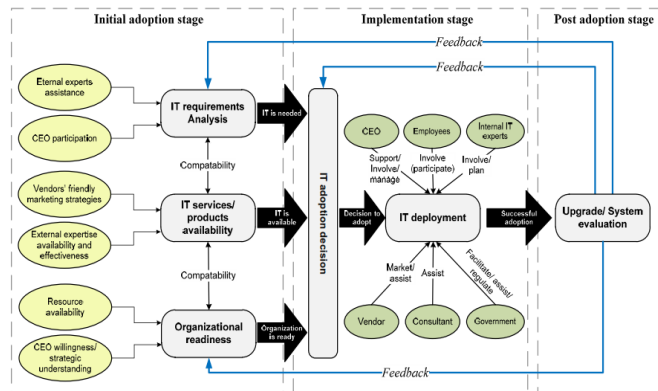 Initial adoption stage
Implementation stage
Post adoption stage
Feedback
Feedback
Eternal experts
assistance
CEO participation
IT requirements
Analysis
IT is needed
Compatability
Vendors' friendly
marketing strategies
External expertise
availability and
effectiveness
IT services/
products
availability
IT is
available
Compatability
Resource
availability
CEO willingness/
strategic
understanding
Organizational
readiness
Organization
is ready
IT adoption decision
Decision to
adopt
CEO
Employees
Internal IT
experts
Support/
Involve/
manage
Involve
(participate)
Involve/
plan
IT deployment
Market/
assist
Assist
Facilitate/ assist/
regulate
Vendor
Consultant
Government
Successful
adoption
Upgrade/ System
evaluation
Feedback